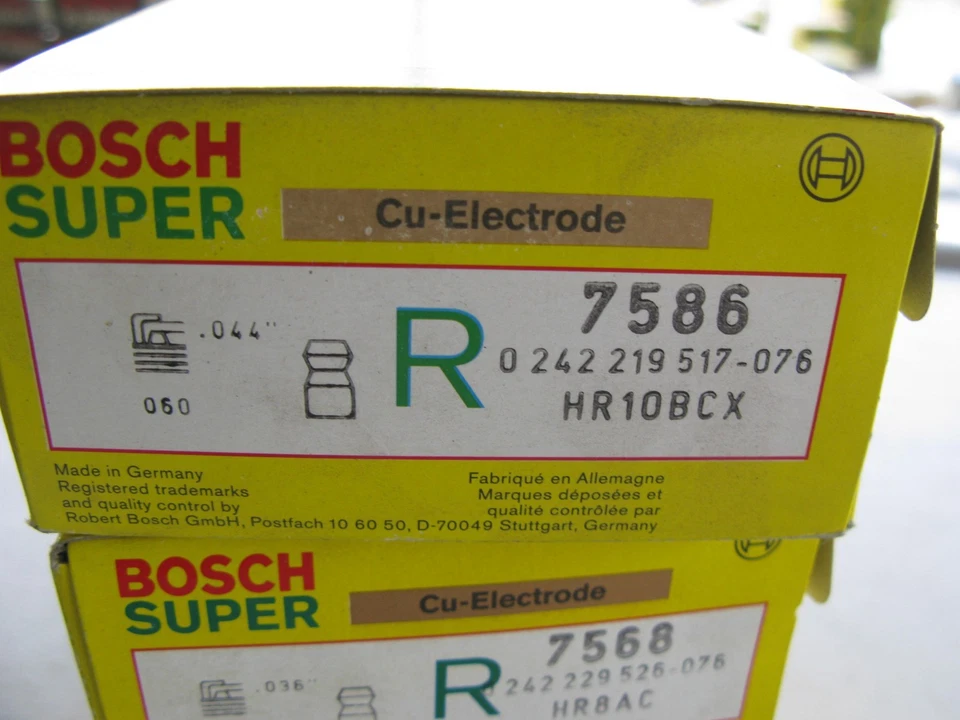 BOSCH
SUPER
Cu-Electrode
.044"
060
R
7586
0 242 219 517-076
HR10BCX
Made in Germany
Registered trademarks
and quality control by
Robert Bosch GmbH, Postfach 10 60 50, D-70049 Stuttgart, Germany
Fabriqué en Allemagne
Marques déposées et
qualité contrôlée par
BOSCH
SUPER
Cu-Electrode
.036"
R
7568
242 229 526-076
HR8AC